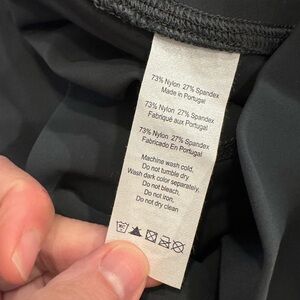 73% Nylon 27% Spandex
Made in Portugal
73% Nylon 27% Spandex
Fabriqué aux Portugal
73% Nylon 27% Spandex
Fabricado En Portugal
Machine wash cold,
Do not tumble dry
Wash dark color separately,
Do not bleach,
Do not iron,
Do not dry clean